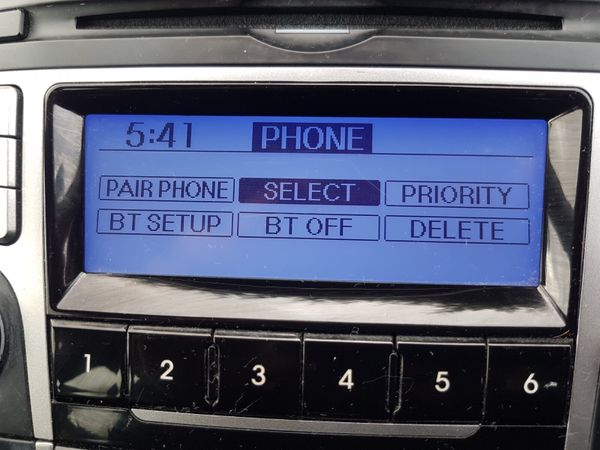 5:41 PHONE
PAIR PHONE SELECT PRIORITY
BT SETUP BT OFF DELETE
1 2 3 4 5 6